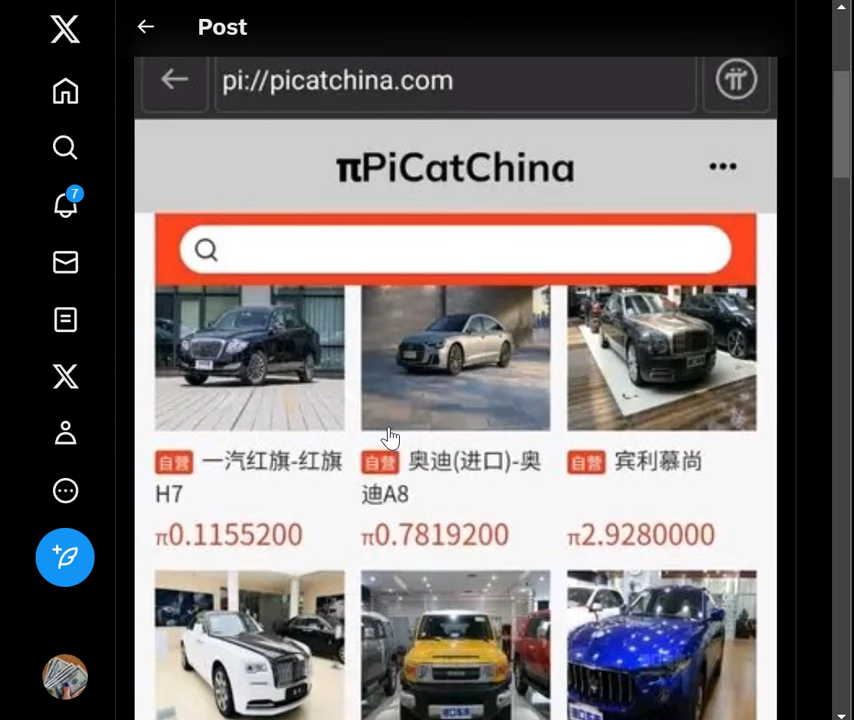 Post
pi://picatchina.com
πPiCatChina
7
自营 一汽红旗-红旗
H7
π0.1155200
自营 奥迪(进口)-奥
迪A8
π0.7819200
自营 宾利慕尚
π2.9280000